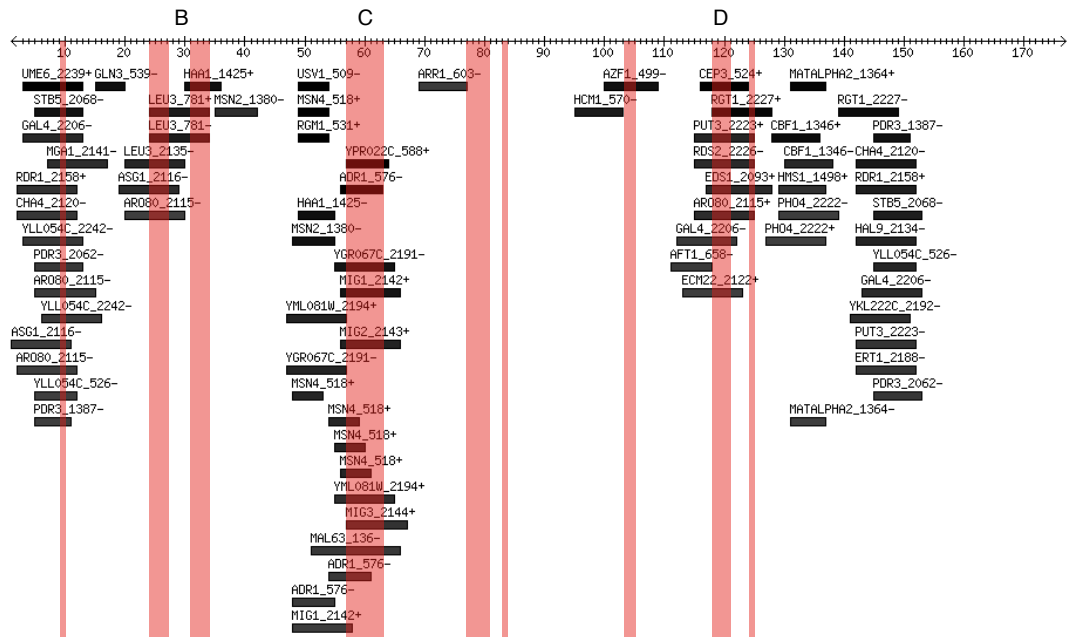 B C D
10 20 30 40 50 60 70 80 90 100 110 120 130 140 150 160 170
UME6_2239+ GLN3_539- HAA1_1425+ USV1_509- ARR1_603- AZF1_499- CEP3_524+ MATALPHA2_1364+
STB5_2068- LEU3_781+ MSN2_1380- MSN4_518+ HCM1_570- RGT1_2227+ RGT1_2227-
GAL4_2206- LEU3_781- RGM1_531+ PUT3_2223+ CBF1_1346+ PDR3_1387-
MGA1_2141- LEU3_2135- YPR022C_588+ RDS2_2226- CBF1_1346- CHA4_2120-
RDR1_2158+ ASG1_2116- ADR1_576- EDS1_2093+ HMS1_1498+ RDR1_2158+
CHA4_2120- ARO80_2115- HAA1_1425- ARO80_2115+ PHO4_2222- STB5_2068-
YLL054C_2242- MSN2_1380- GAL4_2206- PHO4_2222+ HAL9_2134-
PDR3_2062- YGR067C_2191- AFT1_658- YLL054C_526-
ARO80_2115- MIG1_2142+ ECM22_2122+ GAL4_2206-
YLL054C_2242- YML081W_2194+ YKL222C_2192-
ASG1_2116- MIG2_2143+ PUT3_2223-
ARO80_2115- YGR067C_2191- ERT1_2188-
YLL054C_526- MSN4_518+ PDR3_2062-
PDR3_1387- MSN4_518+ MATALPHA2_1364-
MSN4_518+
MSN4_518+
YML081W_2194+
MIG3_2144+
MAL63_136-
ADR1_576-
ADR1_576-
MIG1_2142+